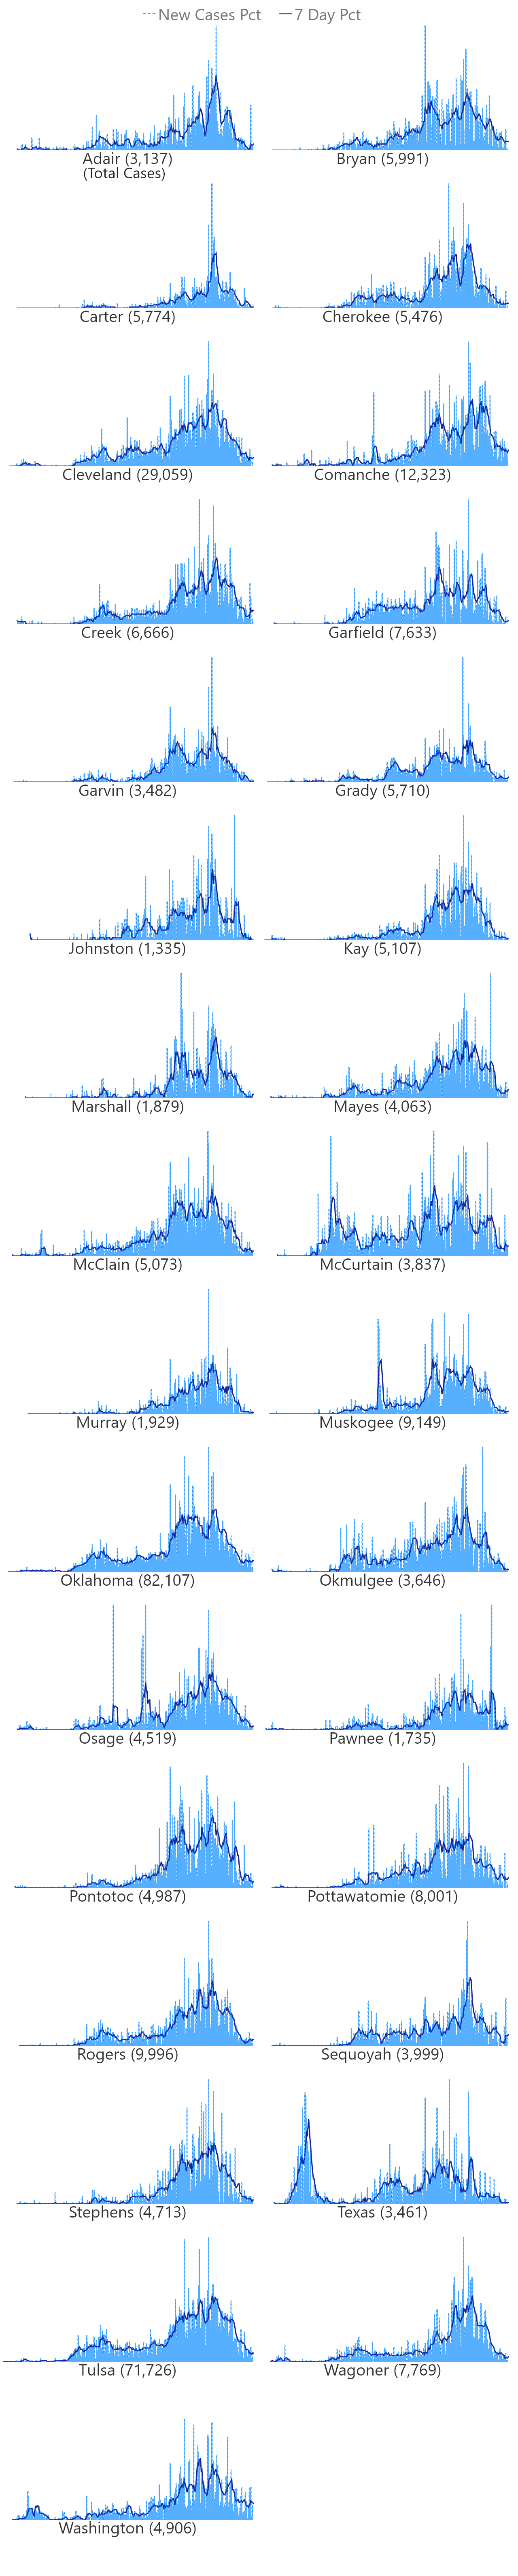 New Cases Pct 7 Day Pct
Adair (3,137) Bryan (5,991)
(Total Cases)
Carter (5,774) Cherokee (5,476)
Cleveland (29,059) Comanche (12,323)
Creek (6,666) Garfield (7,633)
Garvin (3,482) Grady (5,710)
Johnston (1,335) Kay (5,107)
Marshall (1,879) Mayes (4,063)
McClain (5,073) McCurtain (3,837)
Murray (1,929) Muskogee (9,149)
Oklahoma (82,107) Okmulgee (3,646)
Osage (4,519) Pawnee (1,735)
Pontotoc (4,987) Pottawatomie (8,001)
Rogers (9,996) Sequoyah (3,999)
Stephens (4,713) Texas (3,461)
Tulsa (71,726) Wagoner (7,769)
Washington (4,906)